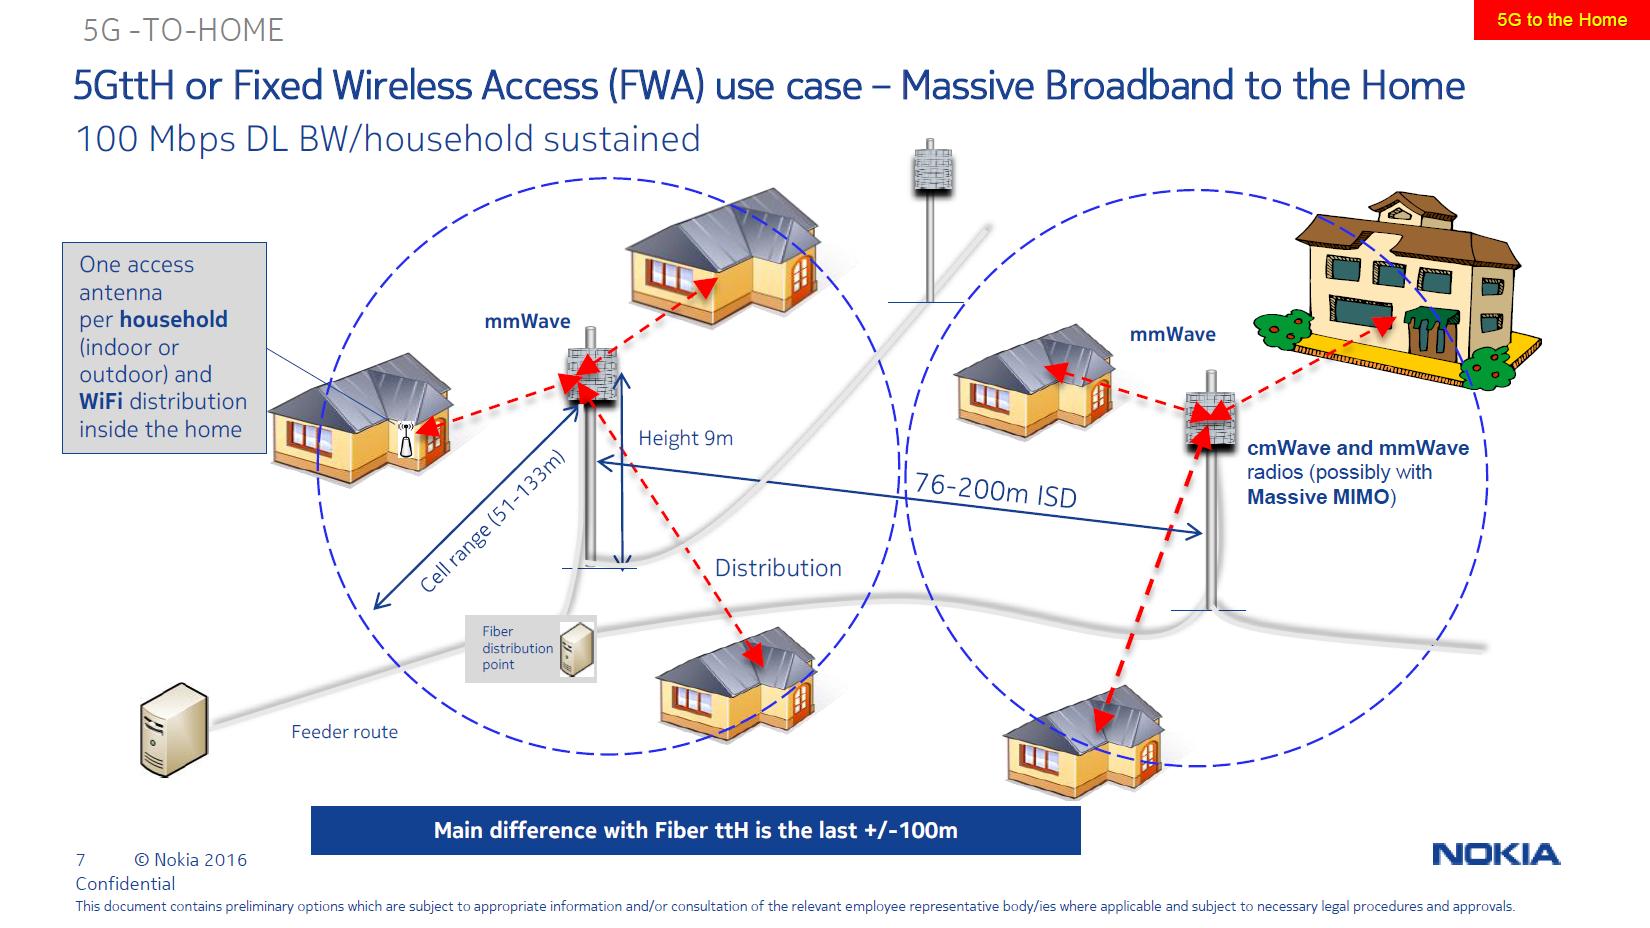 5G -TO-HOME
5G to the Home
5GttH or Fixed Wireless Access (FWA) use case – Massive Broadband to the Home
100 Mbps DL BW/household sustained
One access
antenna
per household
(indoor or
outdoor) and
WiFi distribution
inside the home
mmWave
mmWave
Height 9m
Cell range (51-133m)
76-200m ISD
cmWave and mmWave
radios (possibly with
Massive MIMO)
Distribution
Fiber
distribution
point
Feeder route
Main difference with Fiber ttH is the last +/-100m
7 © Nokia 2016
Confidential
NOKIA
This document contains preliminary options which are subject to appropriate information and/or consultation of the relevant employee representative body/ies where applicable and subject to necessary legal procedures and approvals.